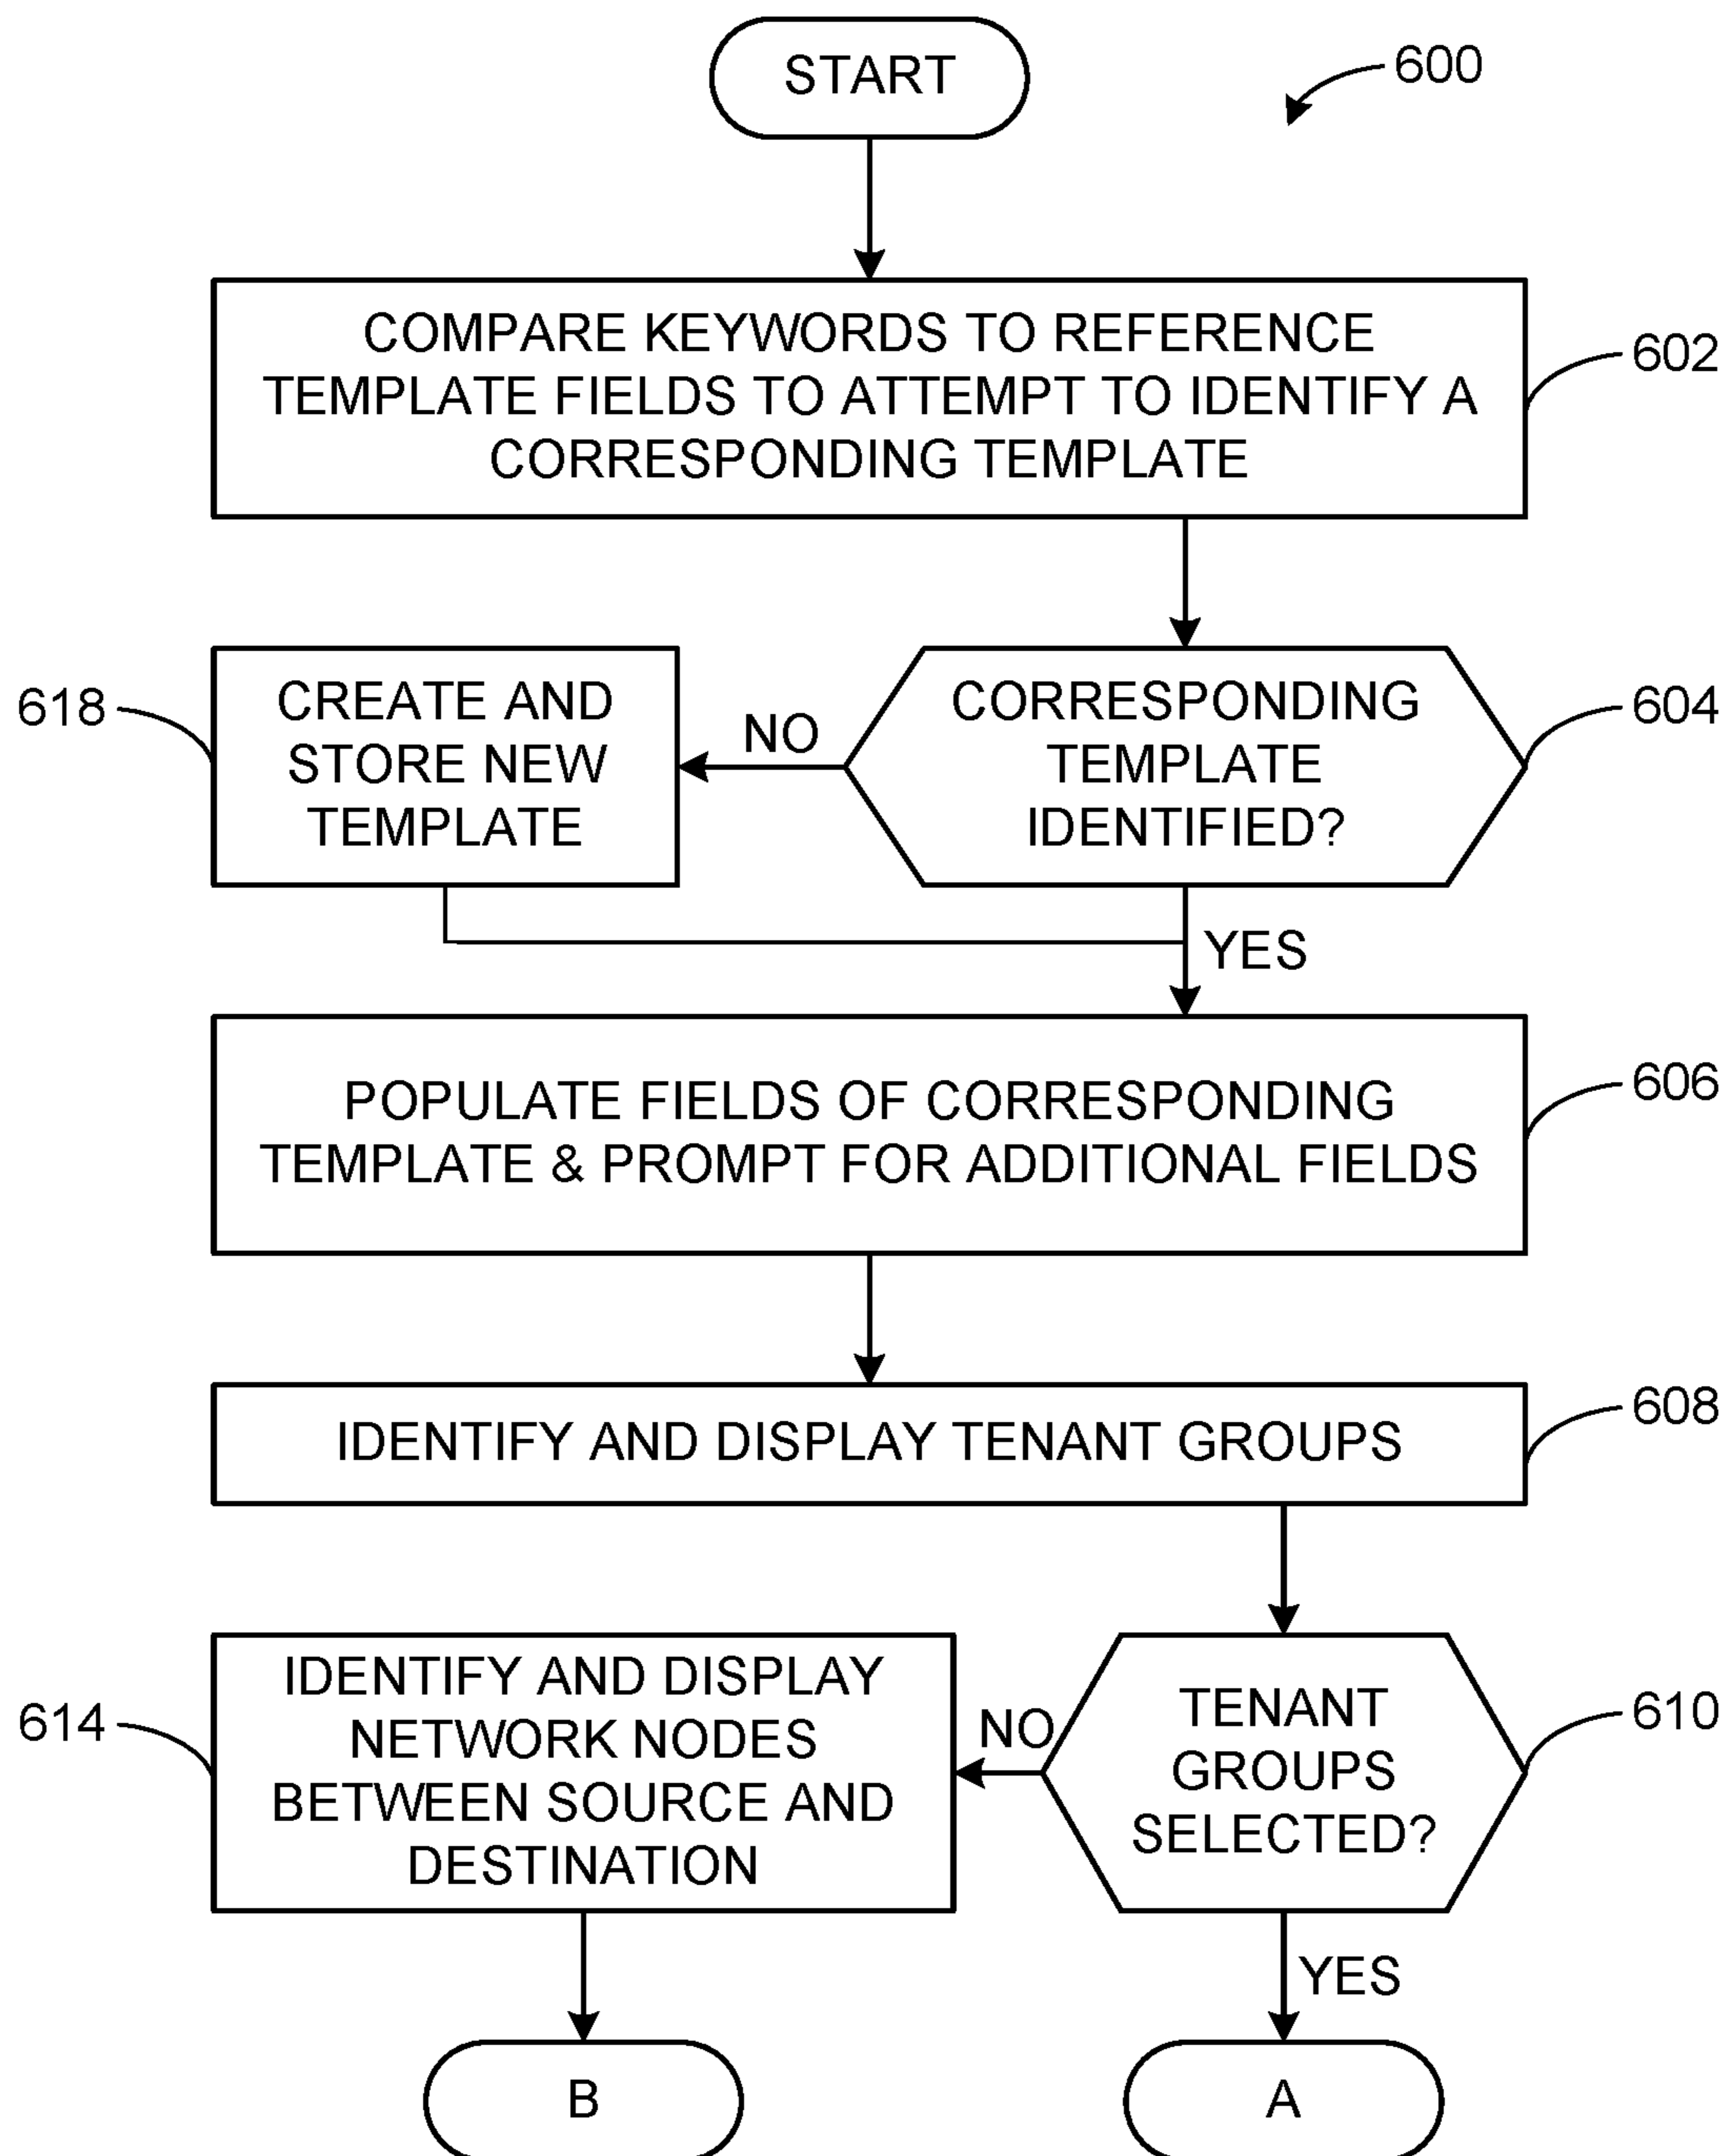 START
600
COMPARE KEYWORDS TO REFERENCE
TEMPLATE FIELDS TO ATTEMPT TO IDENTIFY A
CORRESPONDING TEMPLATE
602
618
CREATE AND
STORE NEW
TEMPLATE
NO
CORRESPONDING
TEMPLATE
IDENTIFIED?
604
YES
POPULATE FIELDS OF CORRESPONDING
TEMPLATE & PROMPT FOR ADDITIONAL FIELDS
606
IDENTIFY AND DISPLAY TENANT GROUPS
608
614
IDENTIFY AND DISPLAY
NETWORK NODES
BETWEEN SOURCE AND
DESTINATION
NO
TENANT
GROUPS
SELECTED?
610
YES
B
A